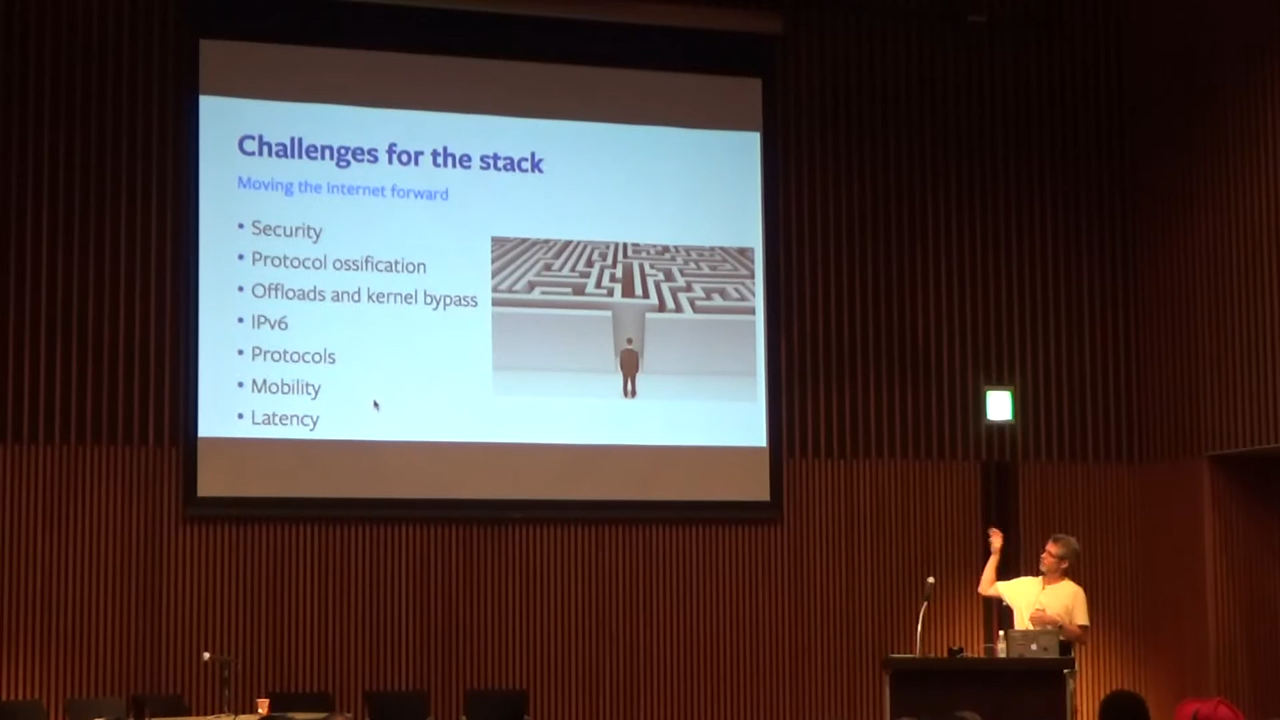 Challenges for the stack
Moving the Internet forward
• Security
• Protocol ossification
• Offloads and kernel bypass
• IPv6
• Protocols
• Mobility
• Latency